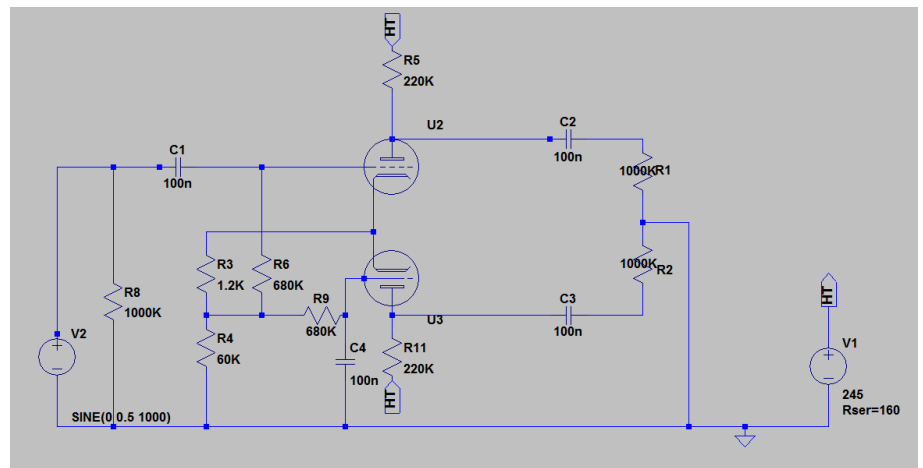 HT
R5
220K
U2
C2
100n
C1
100n
1000K
R1
R3
1.2K
R6
680K
R9
680K
R8
1000K
1000K
R2
HT
U3
C3
100n
V2
R4
60K
C4
100n
R11
220K
V1
HT
245
Rser=160
SINE(0 0.5 1000)